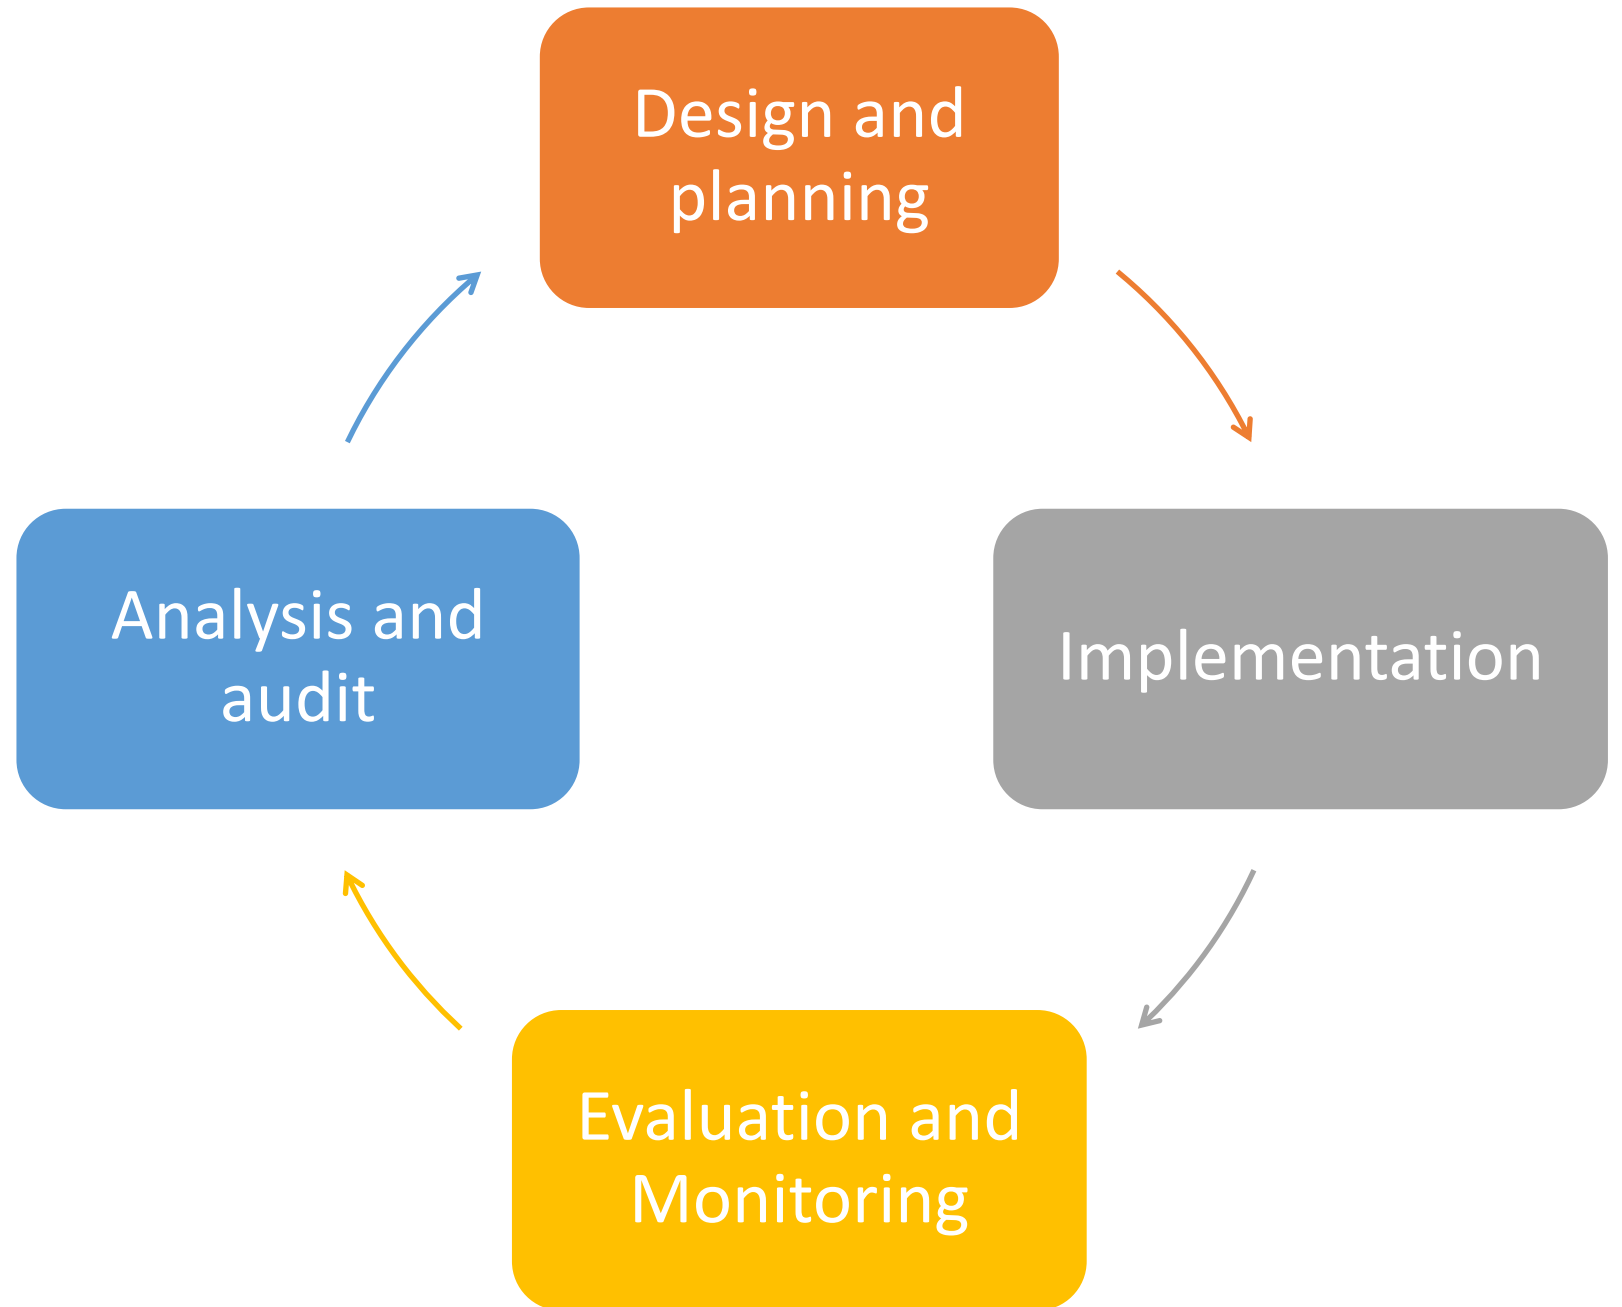 Design and
planning
Analysis and
audit
Implementation
Evaluation and
Monitoring